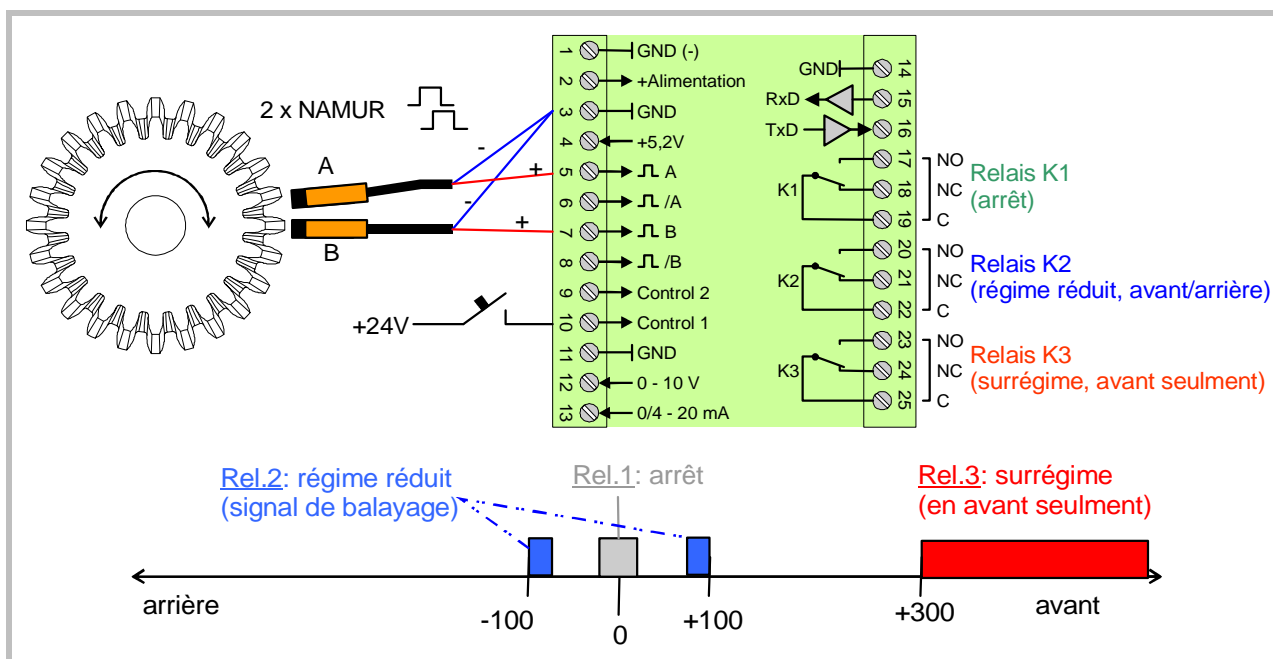 2 x NAMUR
A
B
-
-
+
+
+24V
1 GND (-)
2 +Alimentation
3 GND
4 +5,2V
5 A
6 /A
7 B
8 /B
9 Control 2
10 Control 1
11 GND
12 0 - 10 V
13 0/4 - 20 mA
GND 14
RxD 15
TxD 16
17 NO
K1 18 NC
19 C
Relais K1
(arrêt)
20 NO
K2 21 NC
22 C
Relais K2
(régime réduit, avant/arrière)
23 NO
K3 24 NC
25 C
Relais K3
(surrégime, avant seulment)
Rel.2: régime réduit
(signal de balayage)
Rel.1: arrêt
Rel.3: surrégime
(en avant seulment)
arrière
-100
0
+100
+300
avant